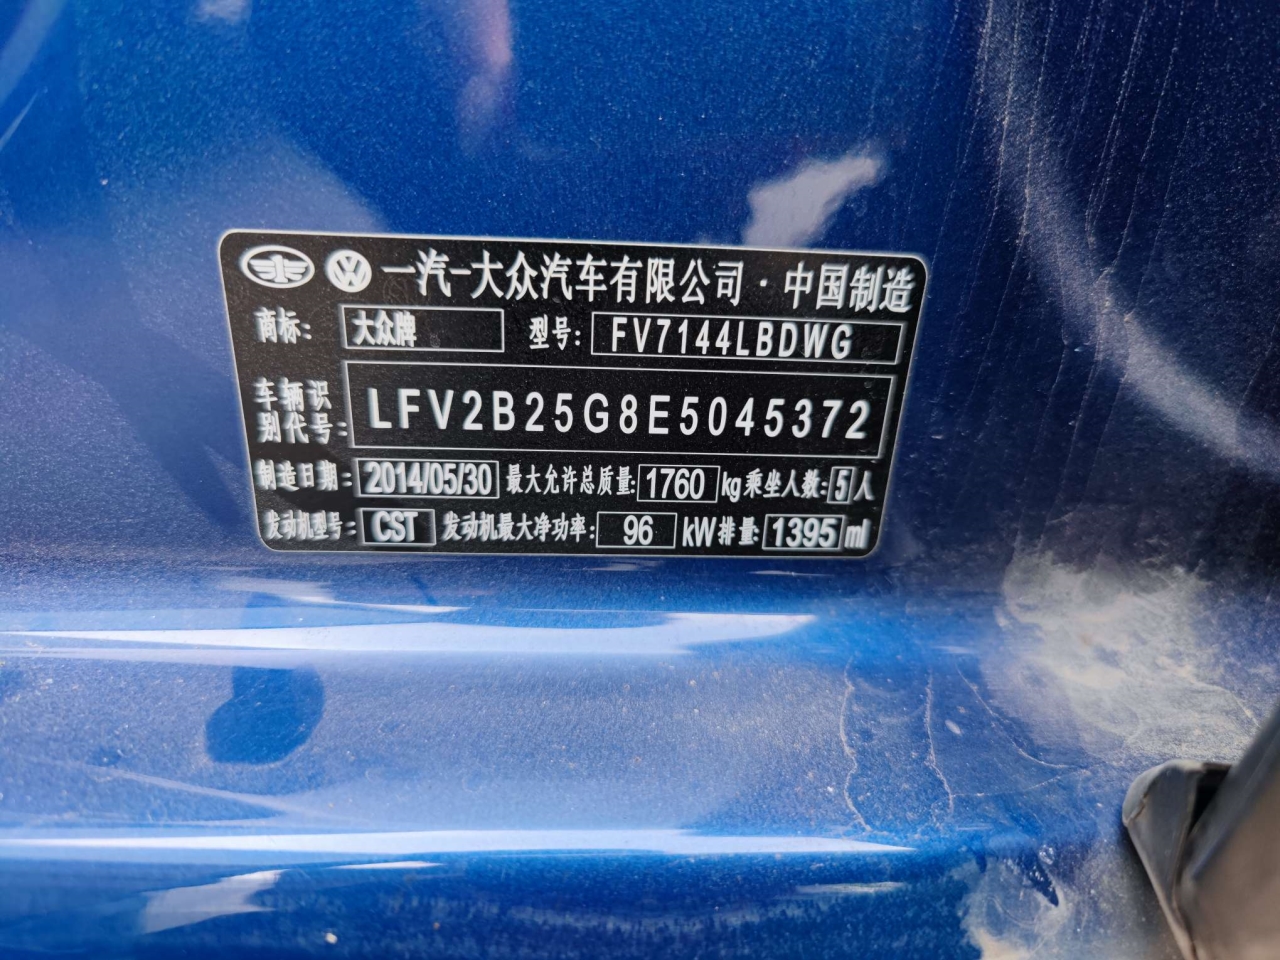 一汽-大众汽车有限公司·中国制造
商标: 大众牌 型号: FV7144LBDWG
车辆识别代号: LFV2B25G8E5045372
制造日期: 2014/05/30 最大允许总质量: 1760 kg 乘坐人数: 5 人
发动机型号: CST 发动机最大净功率: 96 kW 排量: 1395 ml